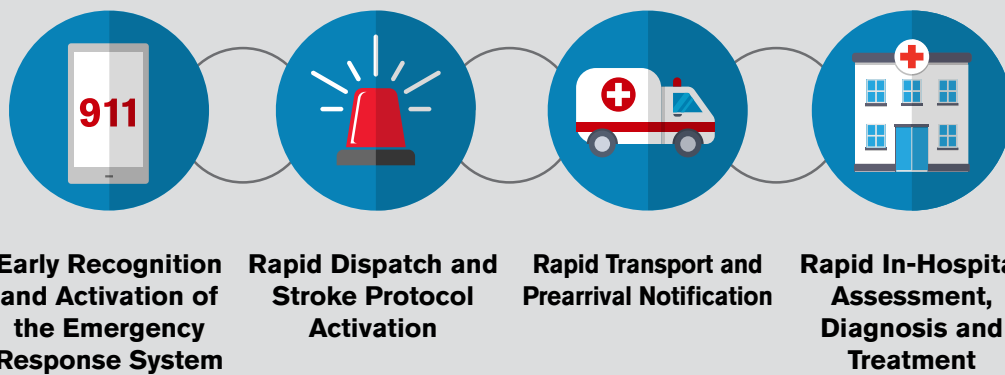 911
Early Recognition
and Activation of
the Emergency
Response System
Rapid Dispatch and
Stroke Protocol
Activation
Rapid Transport and
Prearrival Notification
Rapid In-Hospita
Assessment,
Diagnosis and
Treatment